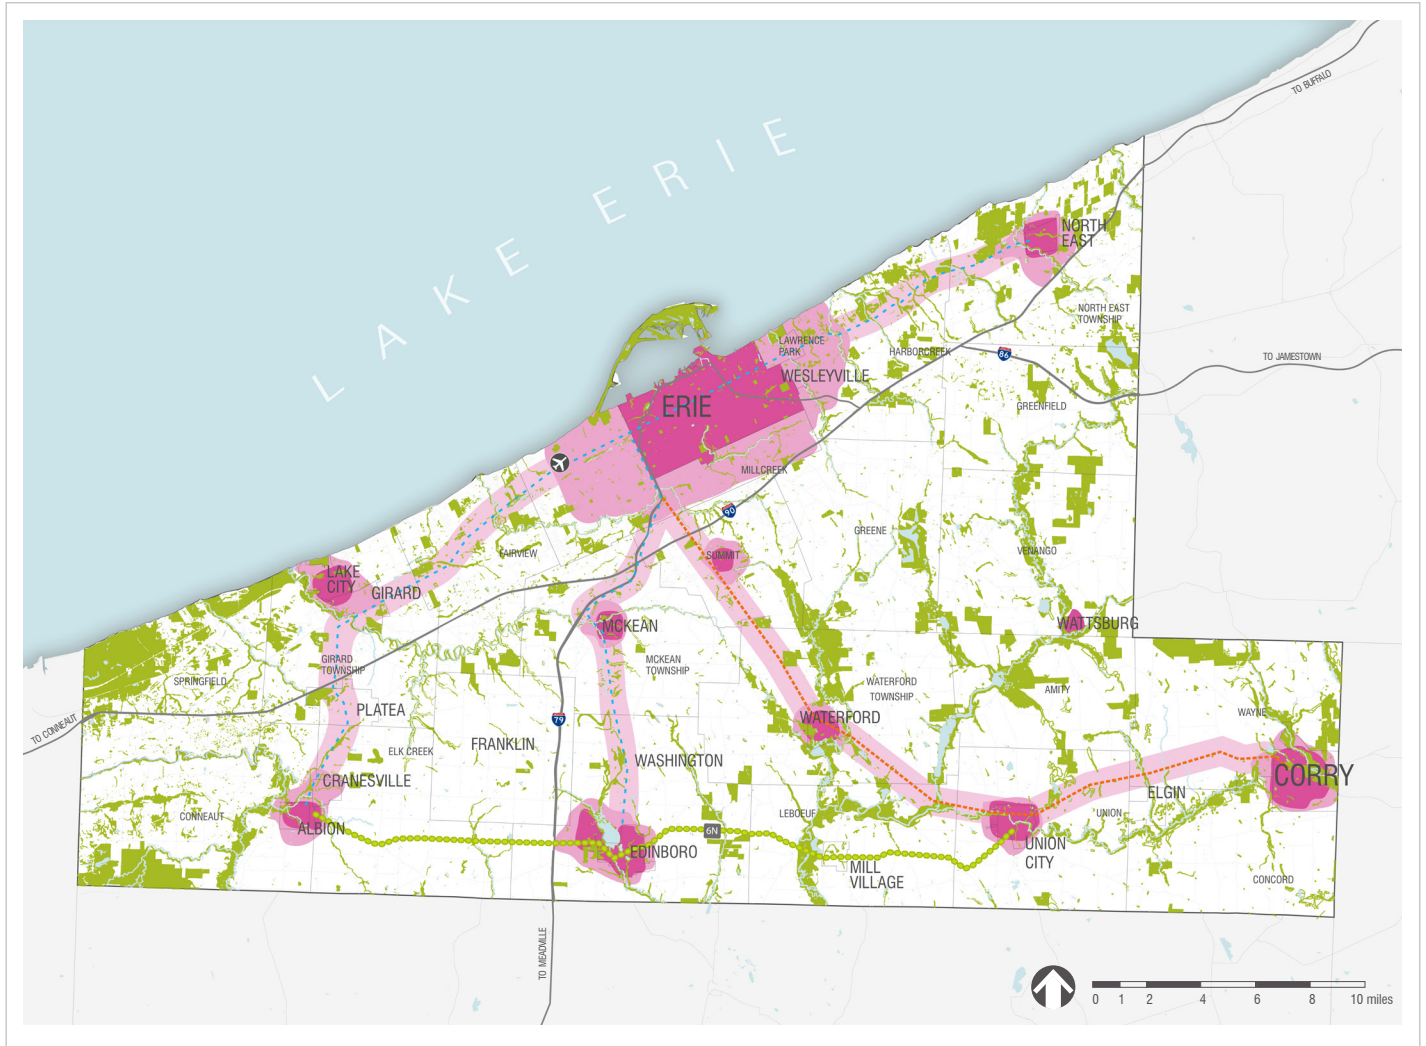 TO BUFFALO
LAKE ERIE
NORTH
EAST
NORTH EAST
TOWNSHIP
LAWRENCE
PARK
HARBORCREEK
86
TO JAMESTOWN
WESLEYVILLE
ERIE
GREENFIELD
MILLCREEK
90
GREENE
FAIRVIEW
SUMMIT
VENANGO
LAKE
CITY
GIRARD
MCKEAN
WATTSBURG
GIRARD
TOWNSHIP
MCKEAN
TOWNSHIP
SPRINGFIELD
WATERFORD
TOWNSHIP
AMITY
PLATEA
WATERFORD
WAYNE
TO CONNEAUT
79
ELK CREEK
FRANKLIN
WASHINGTON
CRANESVILLE
CORRY
ELGIN
CONNEAUT
ALBION
LEBOEUF
UNION
6N
EDINBORO
UNION
CITY
MILL
VILLAGE
CONCORD
TO MEADVILLE
0 1 2 4 6 8 10 miles